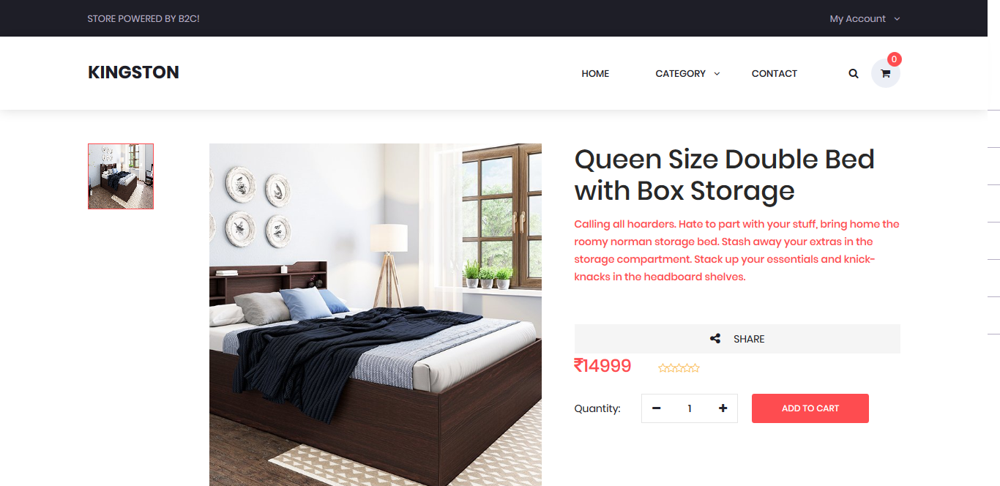 STORE POWERED BY B2C!
My Account
KINGSTON
HOME
CATEGORY
CONTACT
0
Queen Size Double Bed
with Box Storage
Calling all hoarders. Hate to part with your stuff, bring home the
roomy norman storage bed. Stash away your extras in the
storage compartment. Stack up your essentials and knick-
knacks in the headboard shelves.
SHARE
₹14999
Quantity:
1
ADD TO CART